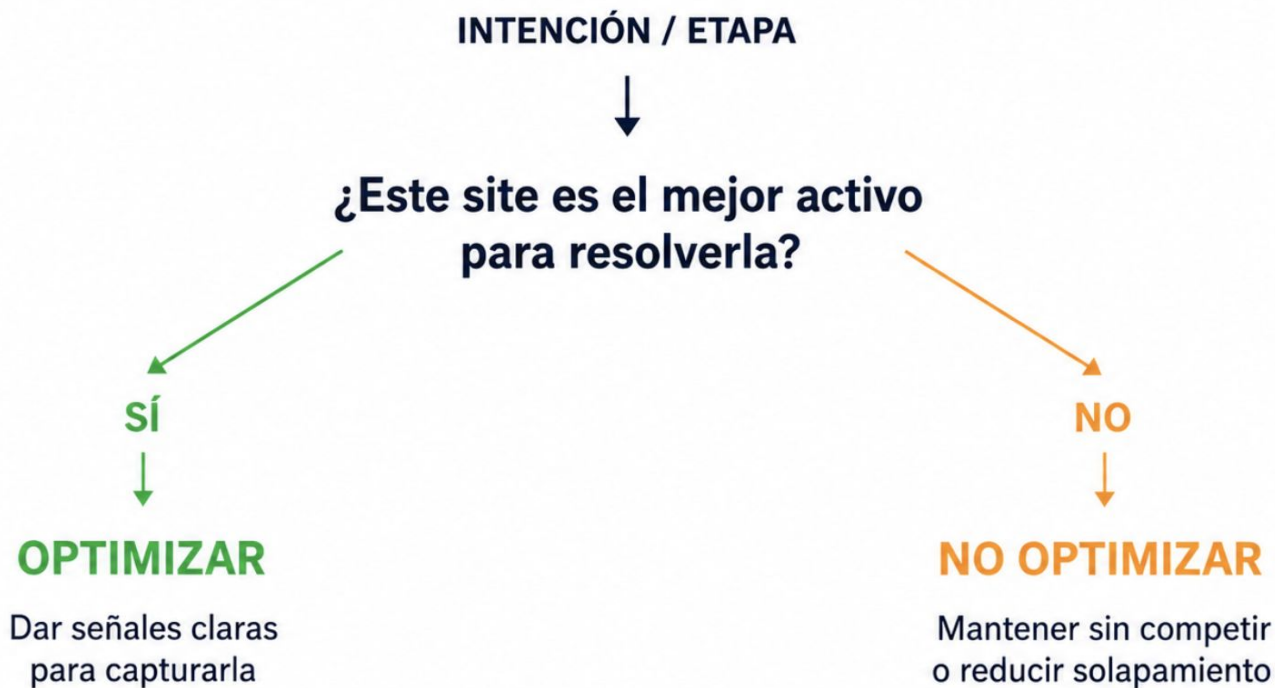 INTENCIÓN / ETAPA
¿Este site es el mejor activo
para resolverla?
SÍ
NO
OPTIMIZAR
NO OPTIMIZAR
Dar señales claras
para capturarla
Mantener sin competir
o reducir solapamiento